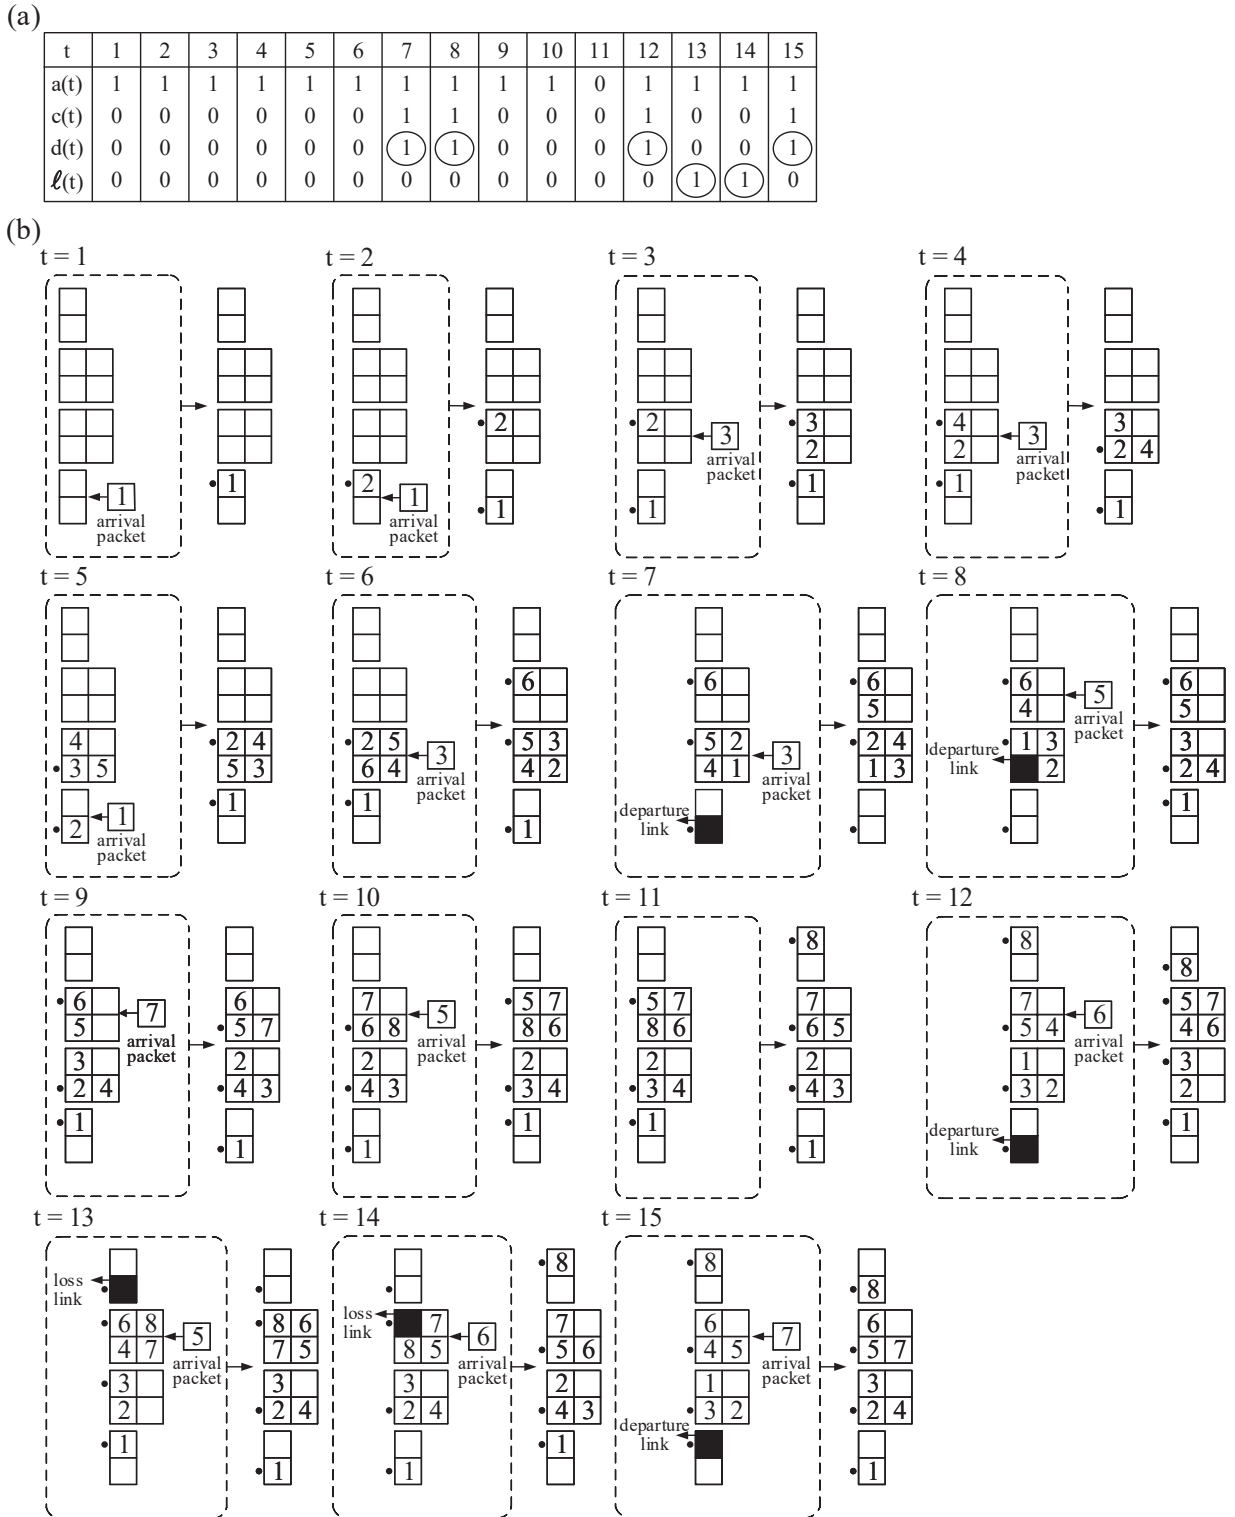 (a)
t 1 2 3 4 5 6 7 8 9 10 11 12 13 14 15
a(t) 1 1 1 1 1 1 1 1 1 1 0 1 1 1 1
c(t) 0 0 0 0 0 0 1 1 0 0 0 1 0 0 1
d(t) 0 0 0 0 0 0 1 1 0 0 0 1 0 0 1
ℓ(t) 0 0 0 0 0 0 0 0 0 0 0 0 1 1 0
(b)
t = 1
1
arrival
packet
1
t = 2
2
1
arrival
packet
2
1
t = 3
2
3
arrival
packet
1
3
2
1
t = 4
4
2
3
arrival
packet
1
3
2 4
1
t = 5
4
3 5
1
2
arrival
packet
2 4
5 3
1
t = 6
2 5
3
6 4
arrival
packet
1
6
5 3
4 2
1
t = 7
6
5 2
3
4 1
arrival
packet
departure
link
6
5
2 4
1 3
t = 8
6
5
4
arrival
packet
1 3
departure
link
2
6
5
3
2 4
1
t = 9
6
7
5
arrival
packet
3
2 4
1
6
5 7
2
4 3
1
t = 10
7
5
6 8
arrival
packet
2
4 3
1
5 7
8 6
2
3 4
1
t = 11
5 7
8 6
2
3 4
1
8
7
6 5
2
4 3
1
t = 12
8
7
6
5 4
arrival
packet
1
3 2
departure
link
8
5 7
4 6
3
2
1
t = 13
loss
link
6 8
5
4 7
arrival
packet
3
2
1
8 6
7 5
3
2 4
1
t = 14
loss
link
7
6
8 5
arrival
packet
3
2 4
1
8
7
5 6
2
4 3
1
t = 15
8
6
7
4 5
arrival
packet
1
3 2
departure
link
8
6
5 7
3
2 4
1